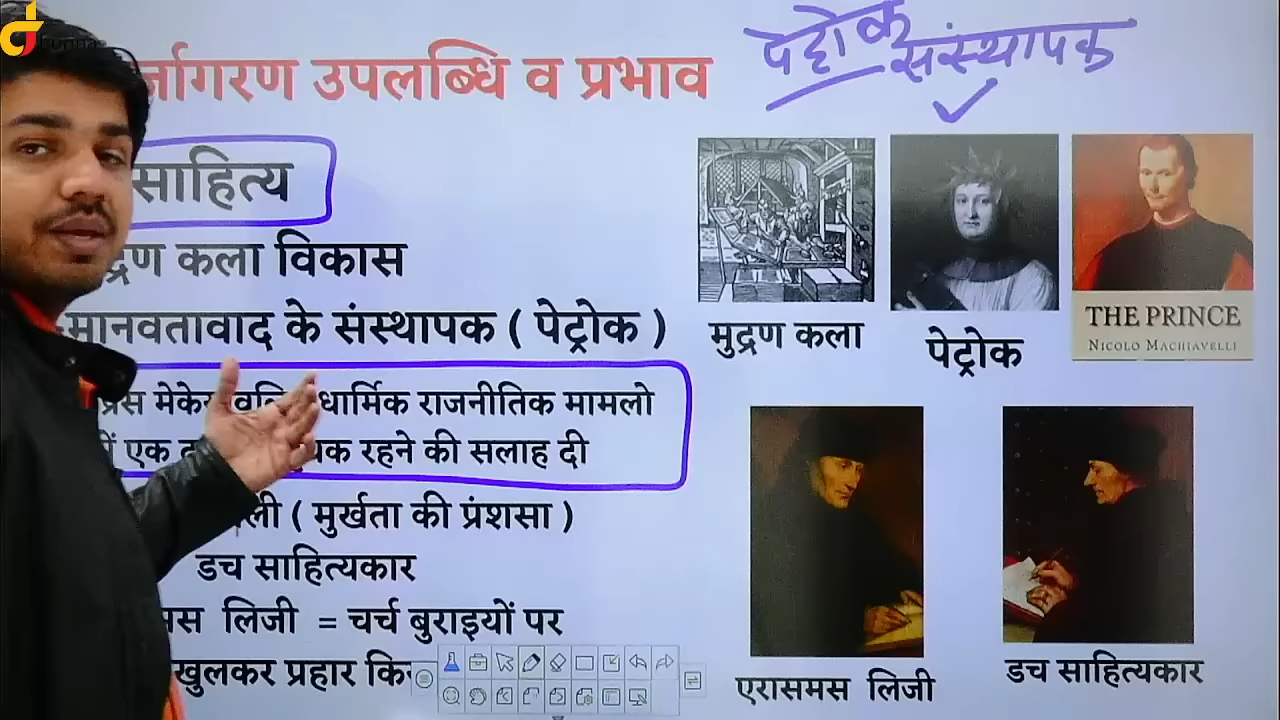 र्जागरण उपलब्धि व प्रभाव
पेट्रोक संस्थापक
साहित्य
द्रण कला विकास
मानवतावाद के संस्थापक ( पेट्रोक )
धार्मिक राजनीतिक मामलो
एक रहने की सलाह दी
ली ( मुर्खता की प्रंशसा )
डच साहित्यकार
लिजी = चर्च बुराइयों पर
खुलकर प्रहार
मुद्रण कला
पेट्रोक
THE PRINCE
NICOLO MACHIAVELLI
एरासमस लिजी
डच साहित्यकार